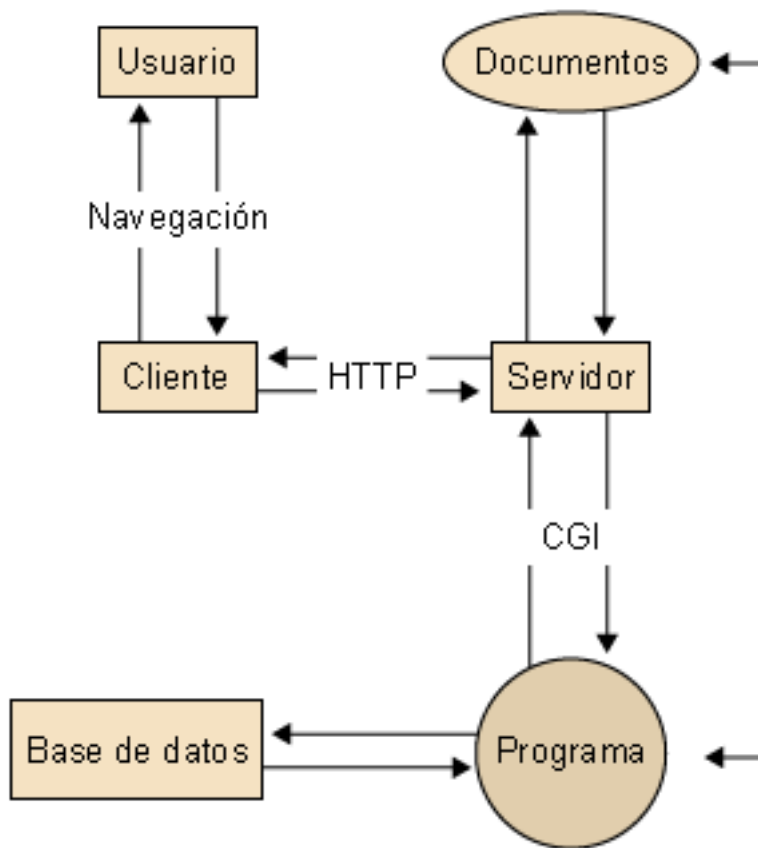 Usuario
Documentos
Navegación
Cliente
HTTP
Servidor
CGI
Base de datos
Programa